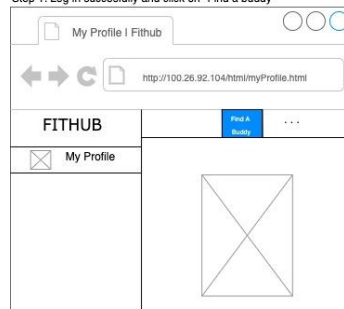 Step 1: Log in successfully and click on "Find a buddy"
My Profile I Fithub
http://100.26.92.104/html/myProfile.html
FITHUB
Find A
Buddy
...
My Profile